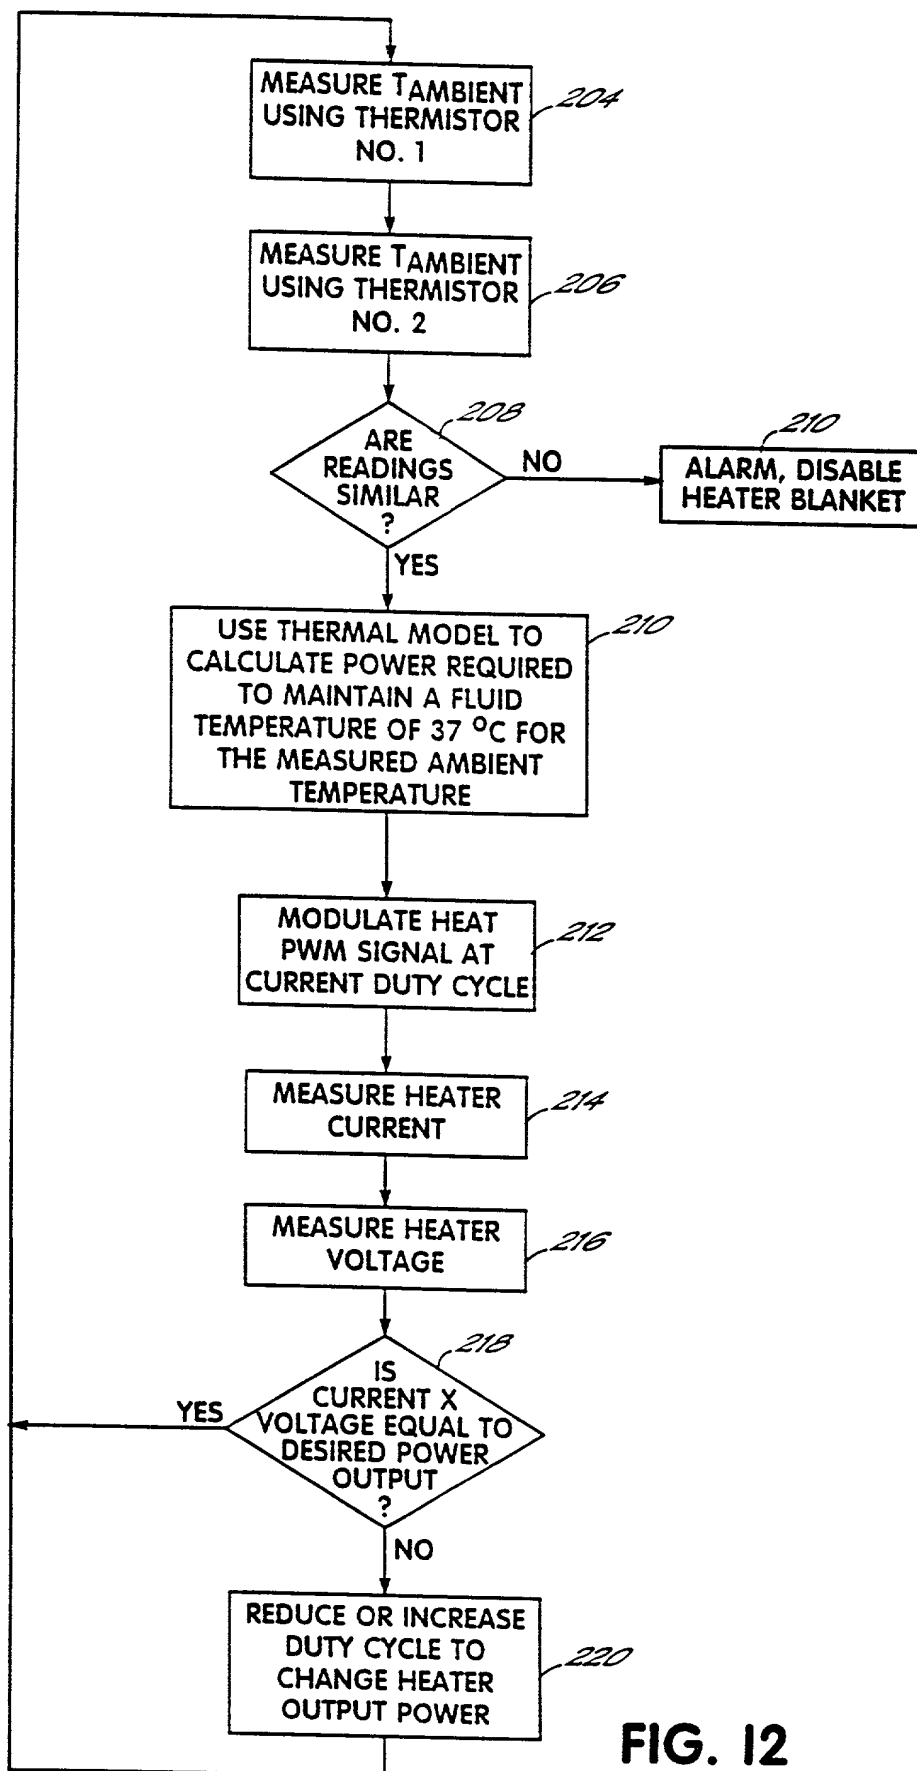 MEASURE TAMBIENT
USING THERMISTOR
NO. 1
204
MEASURE TAMBIENT
USING THERMISTOR
NO. 2
206
208
ARE
READINGS
SIMILAR
?
NO
210
ALARM, DISABLE
HEATER BLANKET
YES
USE THERMAL MODEL TO
CALCULATE POWER REQUIRED
TO MAINTAIN A FLUID
TEMPERATURE OF 37 °C FOR
THE MEASURED AMBIENT
TEMPERATURE
210
MODULATE HEAT
PWM SIGNAL AT
CURRENT DUTY CYCLE
212
MEASURE HEATER
CURRENT
214
MEASURE HEATER
VOLTAGE
216
218
IS
CURRENT X
VOLTAGE EQUAL TO
DESIRED POWER
OUTPUT
?
YES
NO
REDUCE OR INCREASE
DUTY CYCLE TO
CHANGE HEATER
OUTPUT POWER
220
FIG. 12